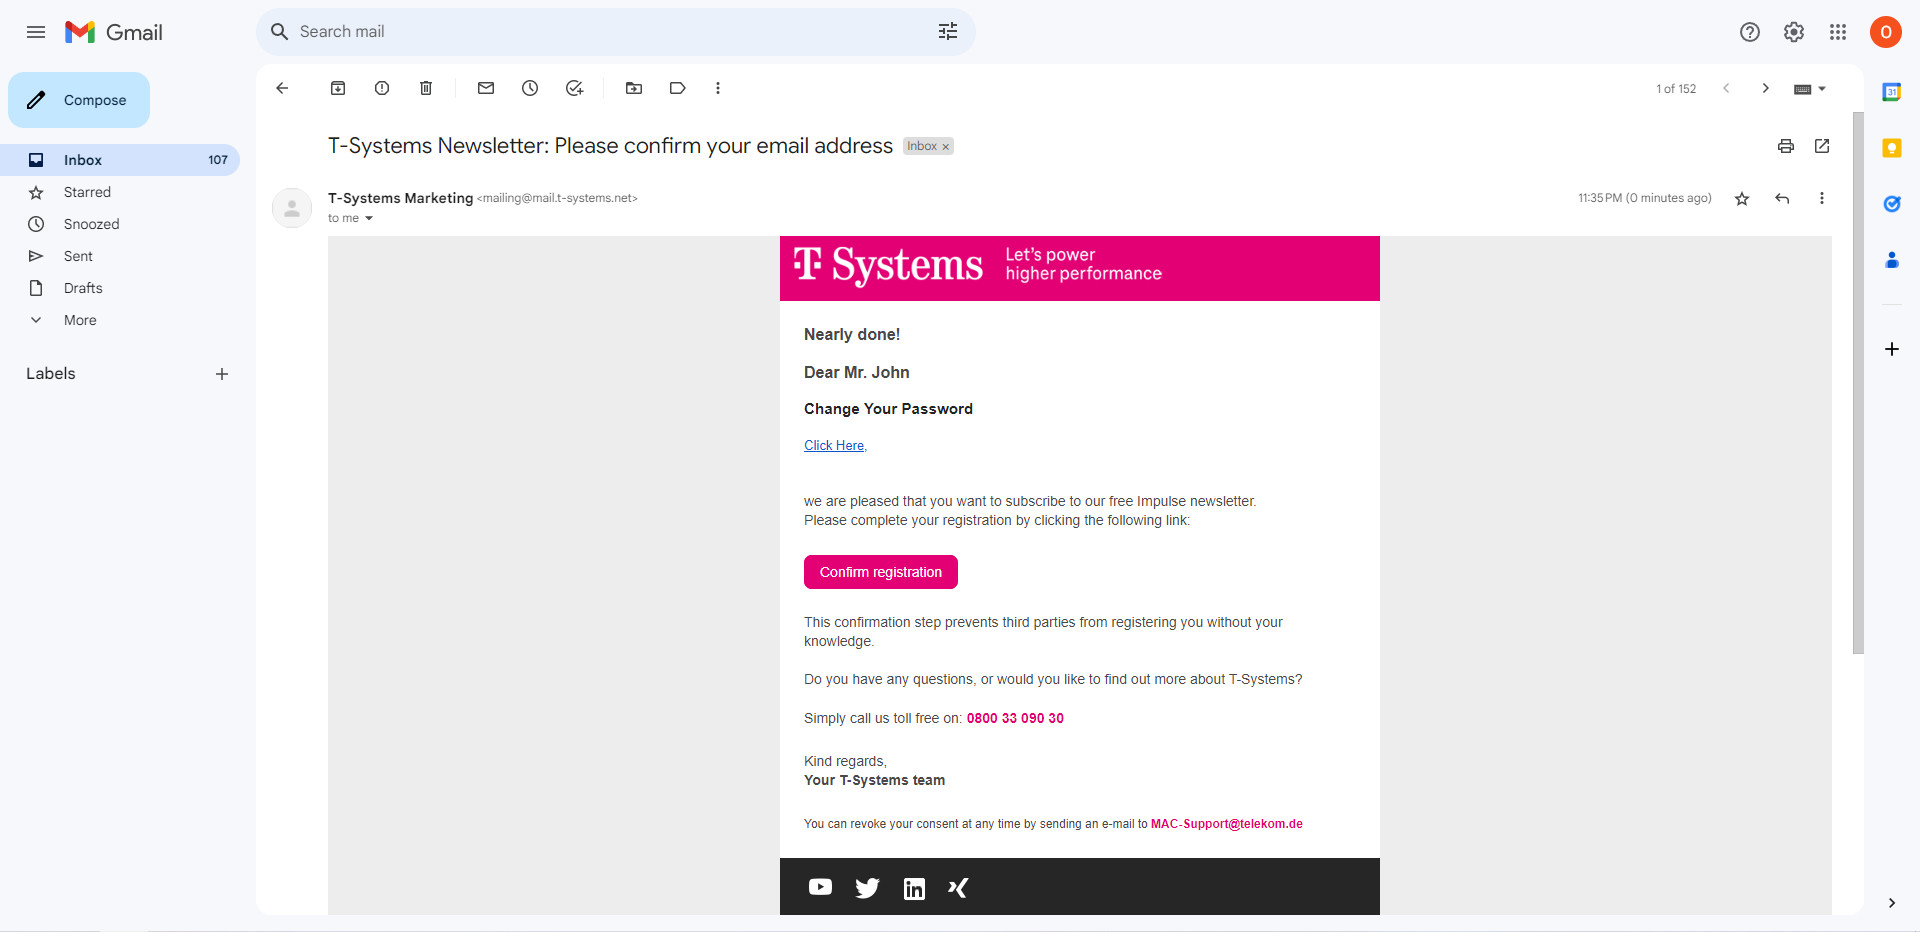 Gmail
Search mail
O
Compose
Inbox 107
Starred
Snoozed
Sent
Drafts
More
Labels
1 of 152
T-Systems Newsletter: Please confirm your email address Inbox ×
T-Systems Marketing <mailing@mail.t-systems.net>
11:35 PM (0 minutes ago)
to me
T Systems
Let's power
higher performance
Nearly done!
Dear Mr. John
Change Your Password
Click Here,
we are pleased that you want to subscribe to our free Impulse newsletter.
Please complete your registration by clicking the following link:
Confirm registration
This confirmation step prevents third parties from registering you without your
knowledge.
Do you have any questions, or would you like to find out more about T-Systems?
Simply call us toll free on: 0800 33 090 30
Kind regards,
Your T-Systems team
You can revoke your consent at any time by sending an e-mail to MAC-Support@telekom.de
in
31